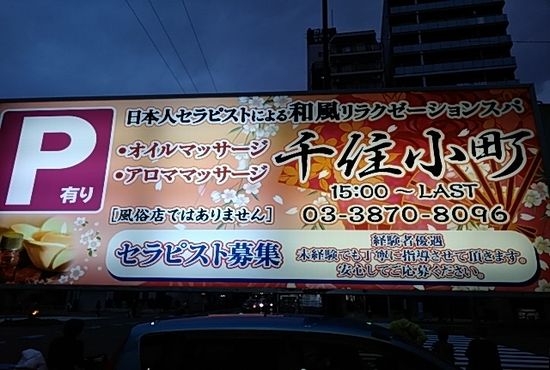 P
有り
日本人セラピストによる和風リラクゼーションスパ
・オイルマッサージ
・アロママッサージ
千住小町
15:00 ～ LAST
[風俗店ではありません]
03-3870-8096
セラピスト募集
経験者優遇
未経験でも丁寧に指導させて頂きます。
安心してご応募ください。